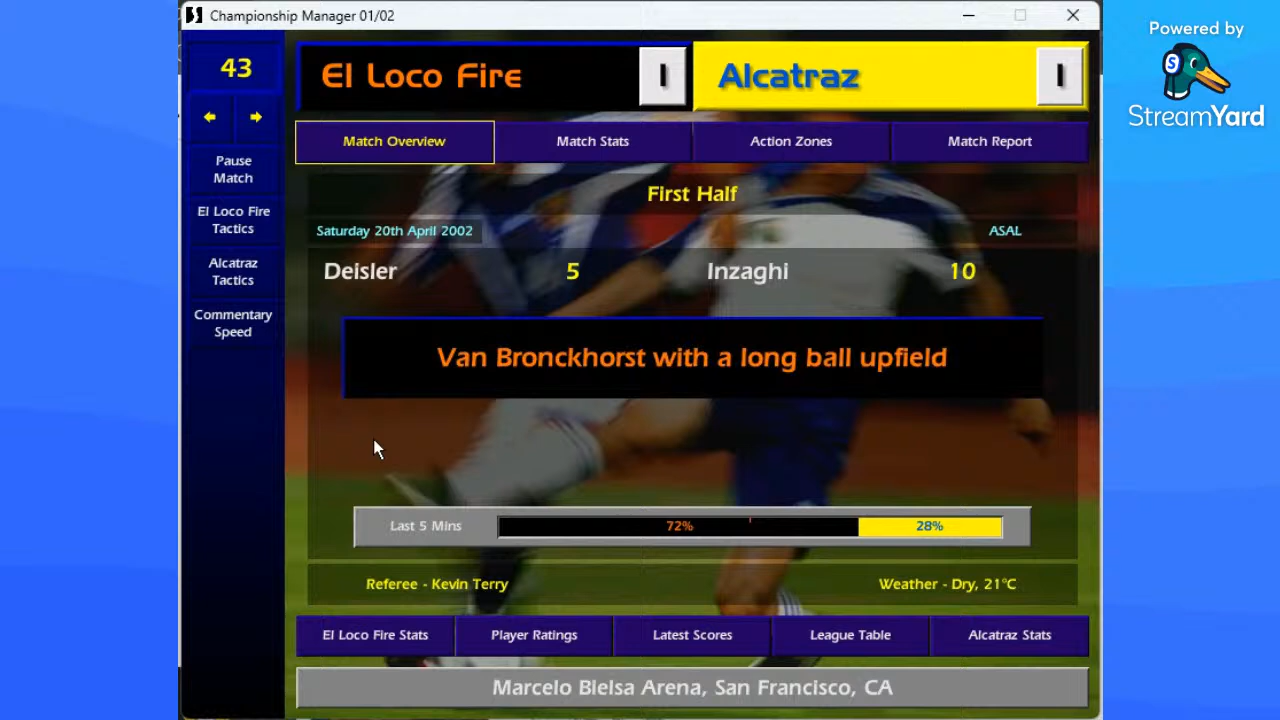 Championship Manager 01/02
Powered by
StreamYard
43
El Loco Fire
1
Alcatraz
1
Match Overview
Match Stats
Action Zones
Match Report
Pause
Match
El Loco Fire
Tactics
Alcatraz
Tactics
Commentary
Speed
First Half
Saturday 20th April 2002
ASAL
Deisler
5
Inzaghi
10
Van Bronckhorst with a long ball upfield
Last 5 Mins
72%
28%
Referee - Kevin Terry
Weather - Dry, 21°C
El Loco Fire Stats
Player Ratings
Latest Scores
League Table
Alcatraz Stats
Marcelo Bielsa Arena, San Francisco, CA